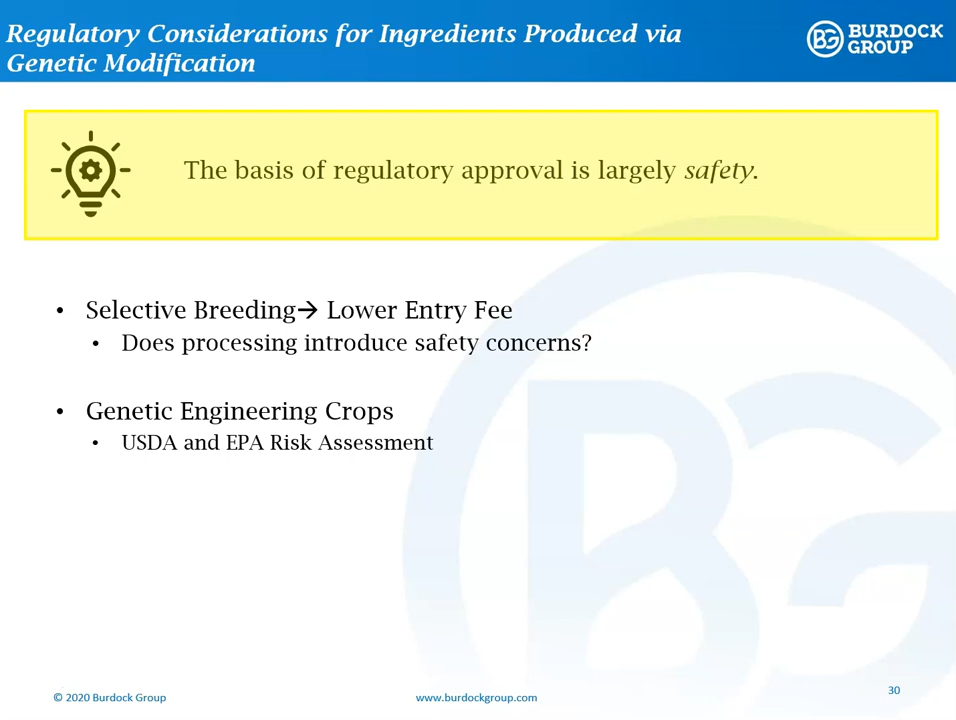 Regulatory Considerations for Ingredients Produced via
Genetic Modification
BG BURDOCK
GROUP
The basis of regulatory approval is largely safety.
• Selective Breeding→ Lower Entry Fee
• Does processing introduce safety concerns?
• Genetic Engineering Crops
• USDA and EPA Risk Assessment
© 2020 Burdock Group
www.burdockgroup.com
30